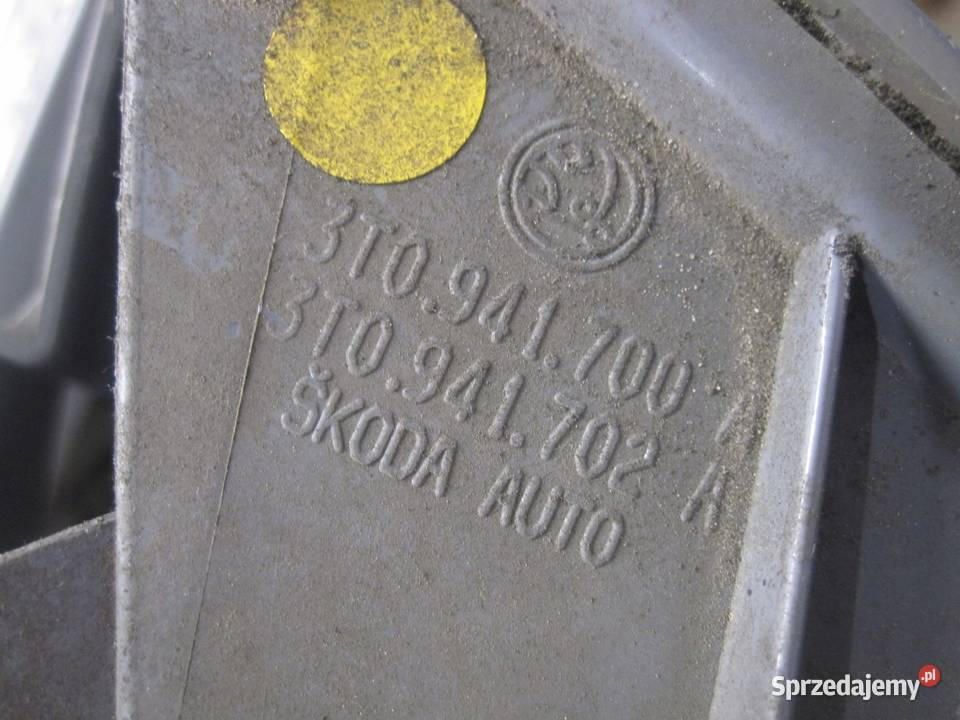 3T0.941.700 A
3T0.941.702 A
ŠKODA AUTO
Sprzedajemy.pl